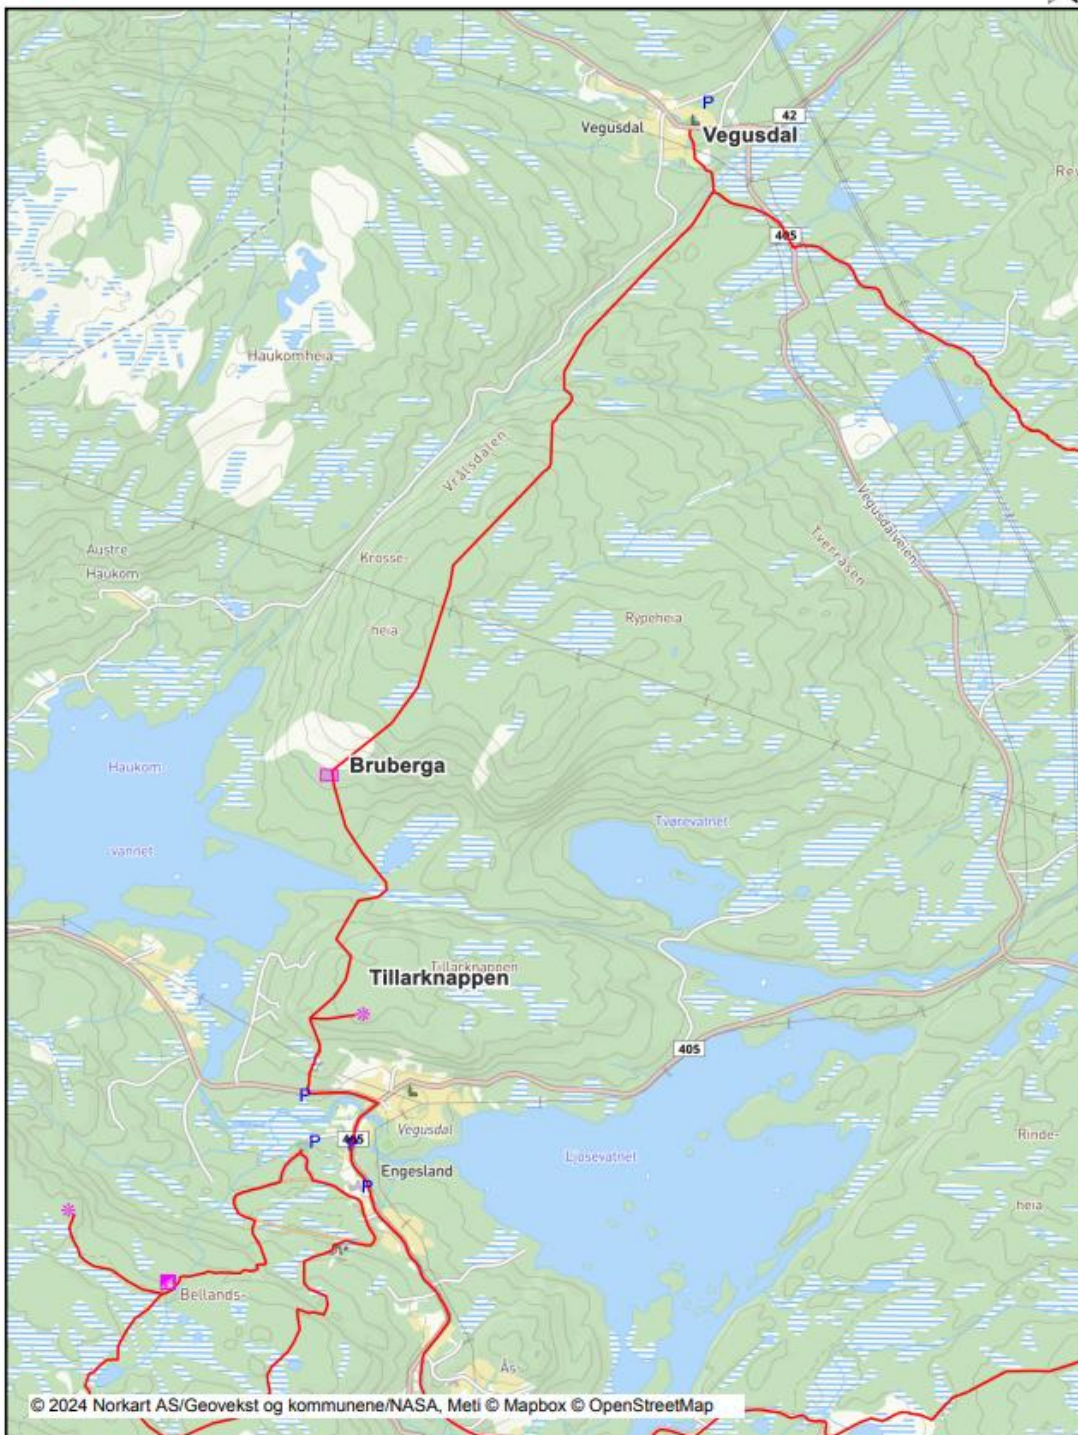 P
42
Vegusdal
Vegusdal
405
Haukomheia
Vrålsdalen
Vegusdalveien
Tverråsen
Austre
Haukom
Krosse-
heia
Rypeheia
Haukom
Bruberga
Tvørevatnet
-vannet
Tillarknappen
Tillarknappen
405
P
P
405
Vegusdal
Ljosevatnet
Rinde-
Engesland
P
heia
Bellands-
Ås-
© 2024 Norkart AS/Geovekst og kommunene/NASA, Meti © Mapbox © OpenStreetMap